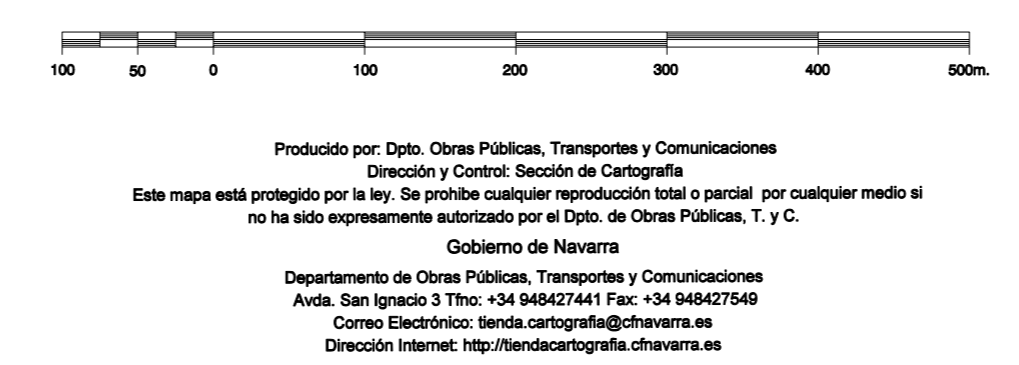 100 50 0 100 200 300 400 500m.
Producido por: Dpto. Obras Públicas, Transportes y Comunicaciones
Dirección y Control: Sección de Cartografía
Este mapa está protegido por la ley. Se prohibe cualquier reproducción total o parcial por cualquier medio si
no ha sido expresamente autorizado por el Dpto. de Obras Públicas, T. y C.
Gobierno de Navarra
Departamento de Obras Públicas, Transportes y Comunicaciones
Avda. San Ignacio 3 Tfno: +34 948427441 Fax: +34 948427549
Correo Electrónico: tienda.cartografia@cfnavarra.es
Dirección Internet: http://tiendacartografia.cfnavarra.es